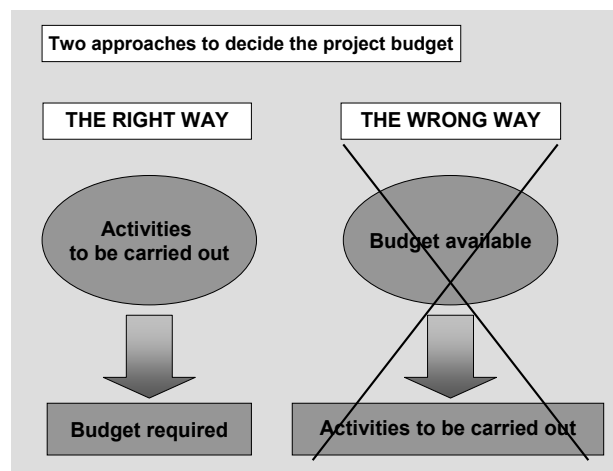 Two approaches to decide the project budget
THE RIGHT WAY
THE WRONG WAY
Activities
to be carried out
Budget available
Budget required
Activities to be carried out